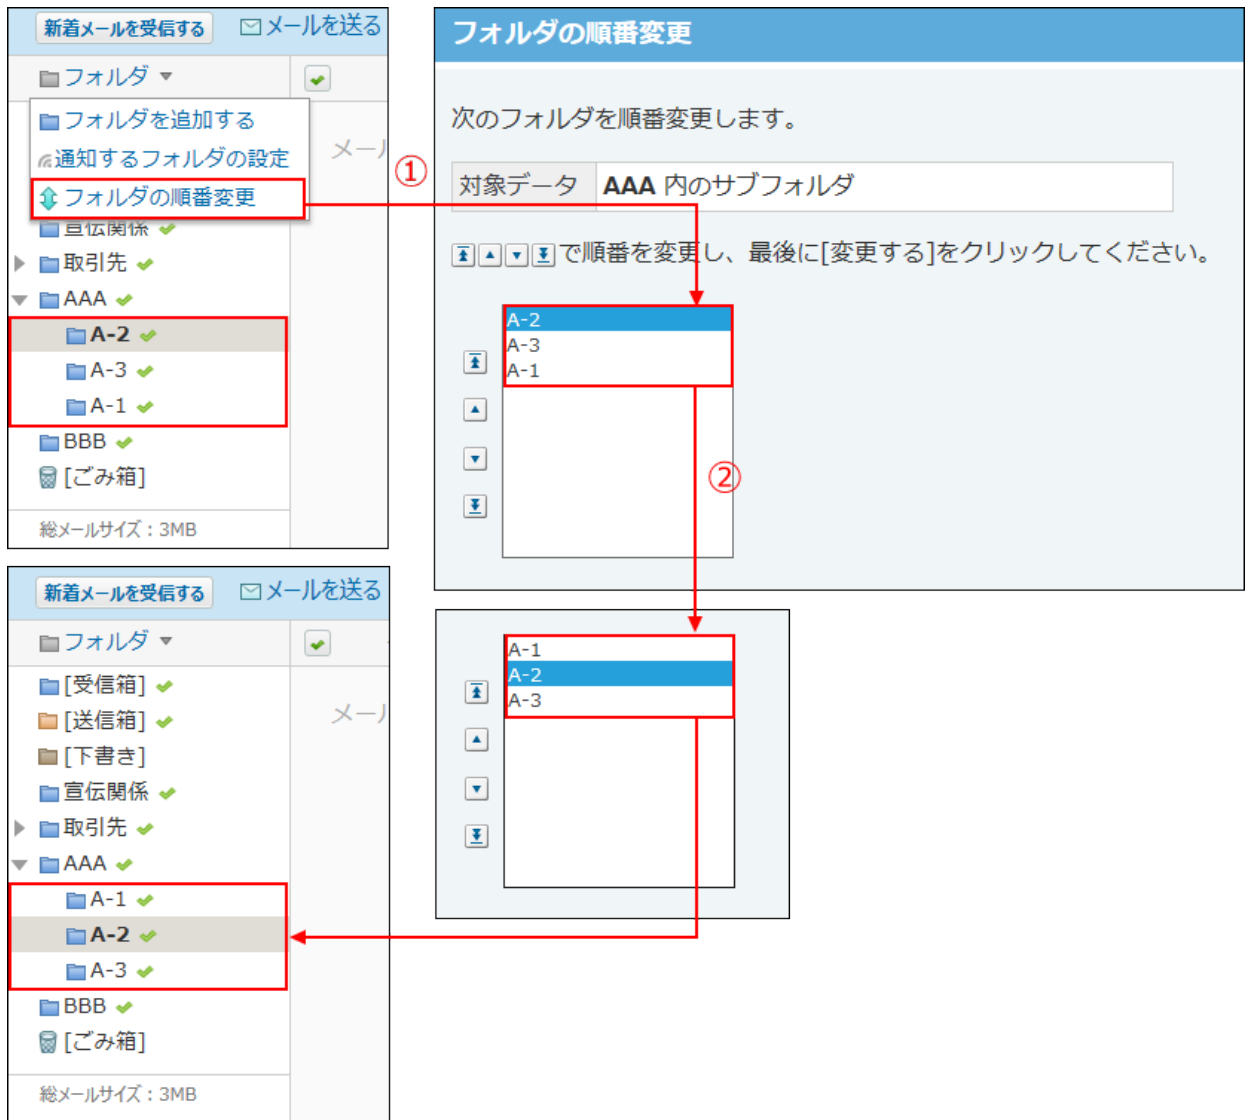 新着メールを受信する メールを送る
フォルダ
フォルダを追加する
通知するフォルダの設定
フォルダの順番変更
メー
宣伝関係
取引先
AAA
A-2
A-3
A-1
BBB
[ごみ箱]
総メールサイズ：3MB
①
フォルダの順番変更
次のフォルダを順番変更します。
対象データ AAA 内のサブフォルダ
で順番を変更し、最後に[変更する]をクリックしてください。
A-2
A-3
A-1
②
A-1
A-2
A-3
新着メールを受信する メールを送る
フォルダ
[受信箱]
メー
[送信箱]
[下書き]
宣伝関係
取引先
AAA
A-1
A-2
A-3
BBB
[ごみ箱]
総メールサイズ：3MB